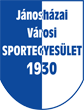 Jánosházai
Városi
SPORTEGYESÜLET
1930